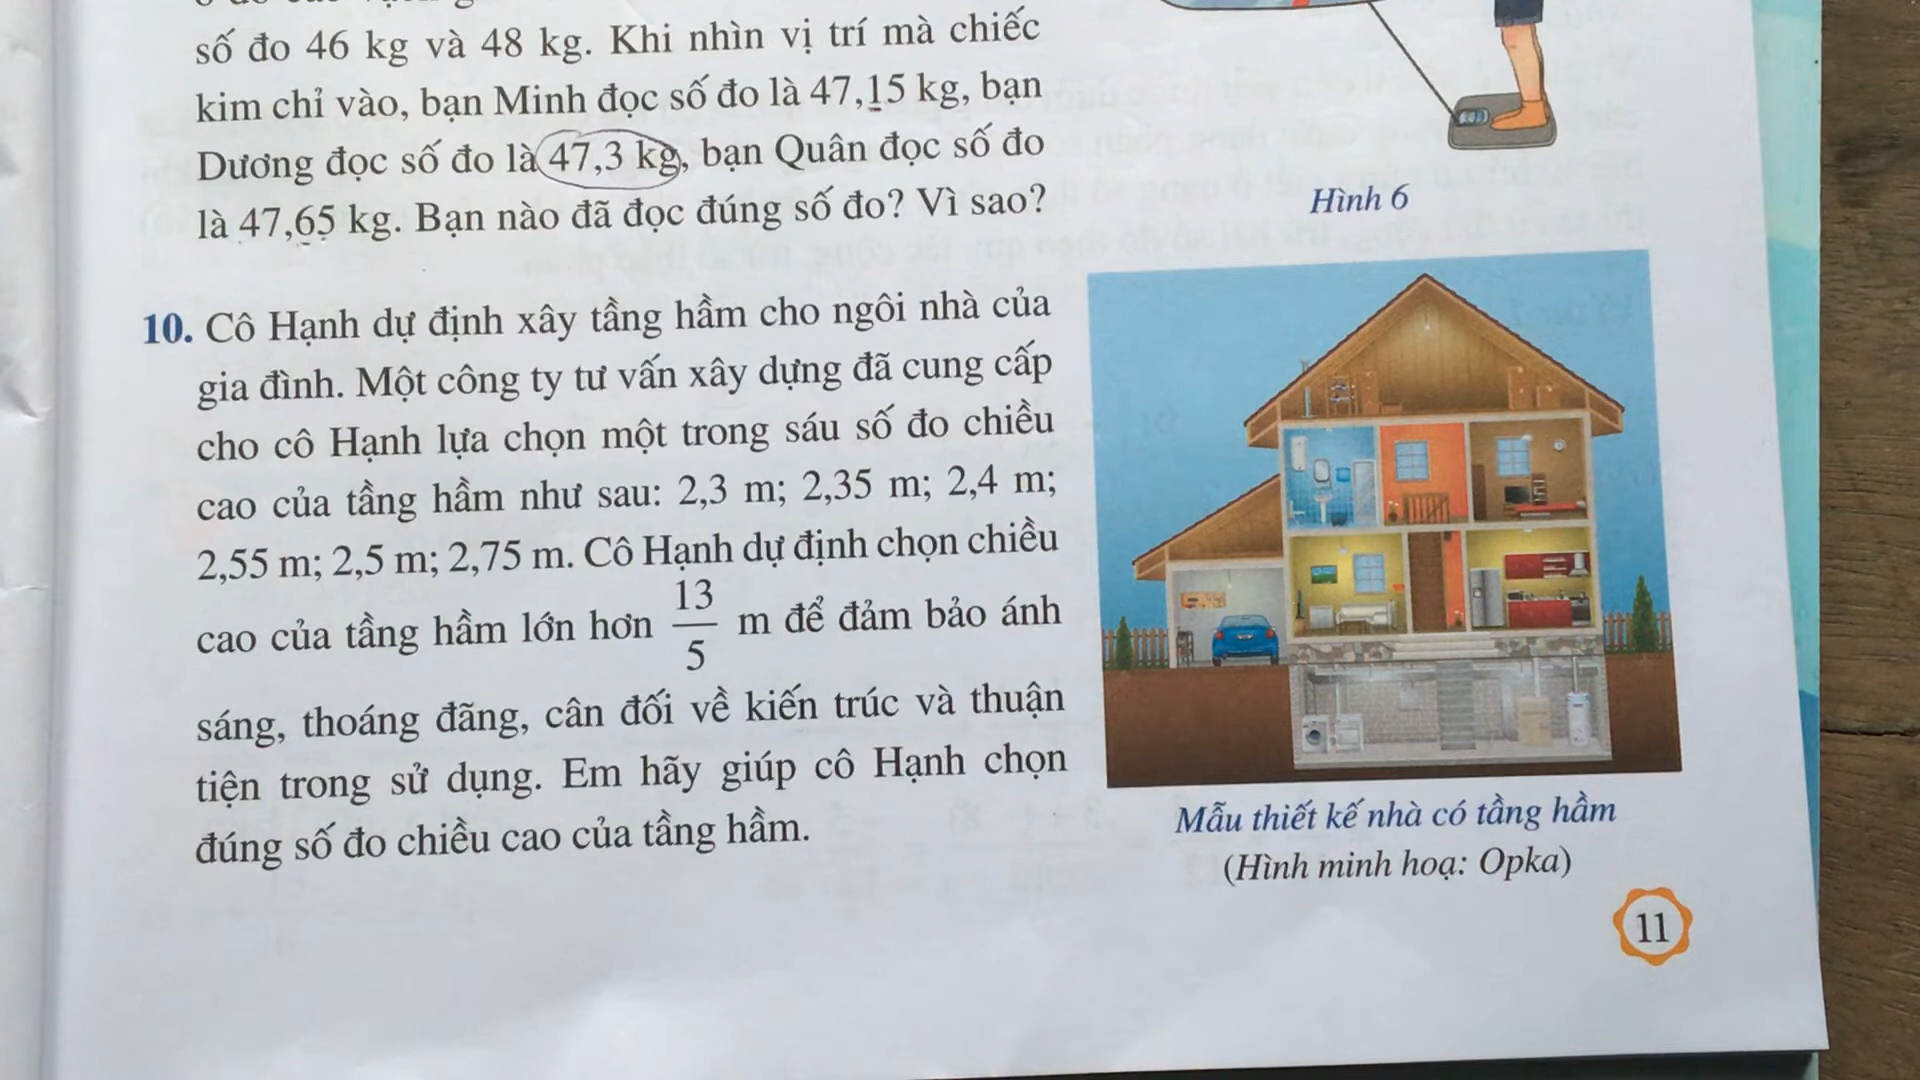 số đo 46 kg và 48 kg. Khi nhìn vị trí mà chiếc
kim chỉ vào, bạn Minh đọc số đo là 47,15 kg, bạn
Dương đọc số đo là 47,3 kg, bạn Quân đọc số đo
là 47,65 kg. Bạn nào đã đọc đúng số đo? Vì sao?
Hình 6
10. Cô Hạnh dự định xây tầng hầm cho ngôi nhà của
gia đình. Một công ty tư vấn xây dựng đã cung cấp
cho cô Hạnh lựa chọn một trong sáu số đo chiều
cao của tầng hầm như sau: 2,3 m; 2,35 m; 2,4 m;
2,55 m; 2,5 m; 2,75 m. Cô Hạnh dự định chọn chiều
cao của tầng hầm lớn hơn 13/5 m để đảm bảo ánh
sáng, thoáng đãng, cân đối về kiến trúc và thuận
tiện trong sử dụng. Em hãy giúp cô Hạnh chọn
đúng số đo chiều cao của tầng hầm.
Mẫu thiết kế nhà có tầng hầm
(Hình minh hoạ: Opka)
11